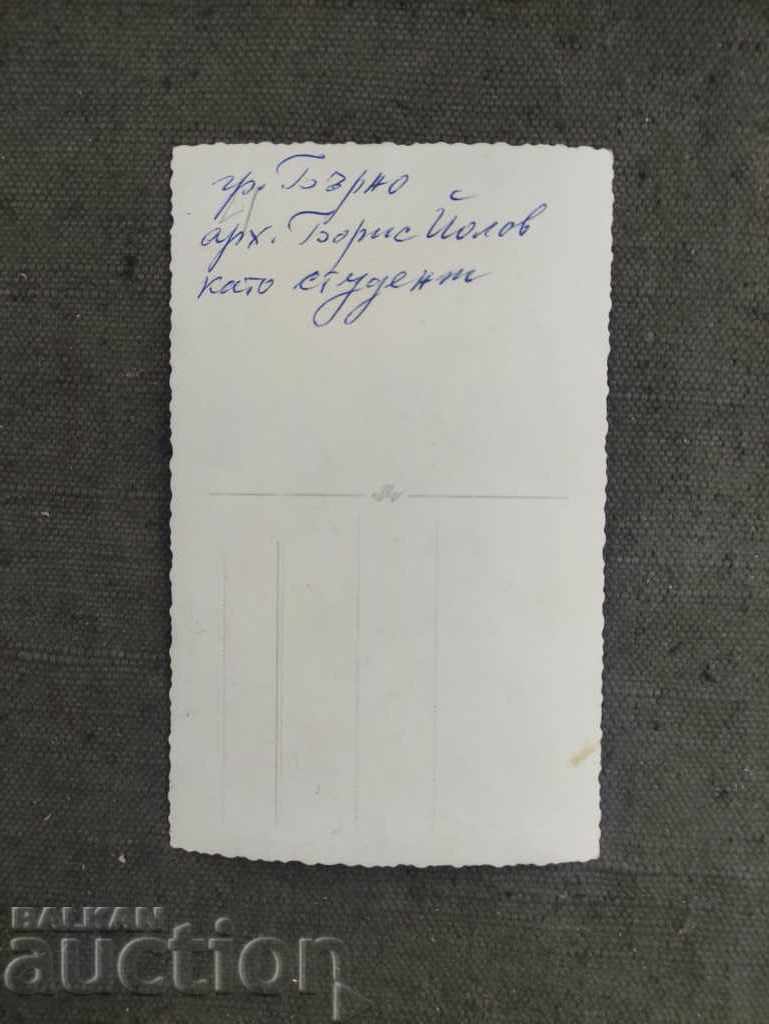 гр. Бърно
арх. Борис Йолов
като студент
BALKAN
auction